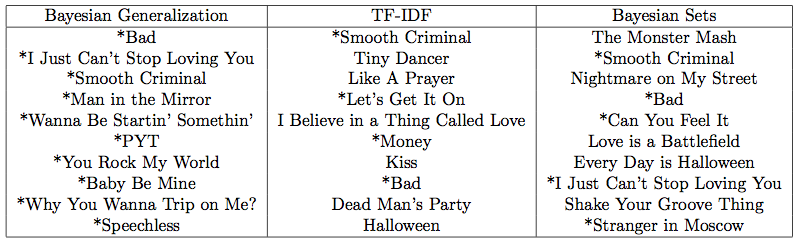 Bayesian Generalization TF-IDF Bayesian Sets
*Bad *Smooth Criminal The Monster Mash
*I Just Can't Stop Loving You Tiny Dancer *Smooth Criminal
*Smooth Criminal Like A Prayer Nightmare on My Street
*Man in the Mirror *Let's Get It On *Bad
*Wanna Be Startin' Somethin' I Believe in a Thing Called Love *Can You Feel It
*PYT *Money Love is a Battlefield
*You Rock My World Kiss Every Day is Halloween
*Baby Be Mine *Bad *I Just Can't Stop Loving You
*Why You Wanna Trip on Me? Dead Man's Party Shake Your Groove Thing
*Speechless Halloween *Stranger in Moscow